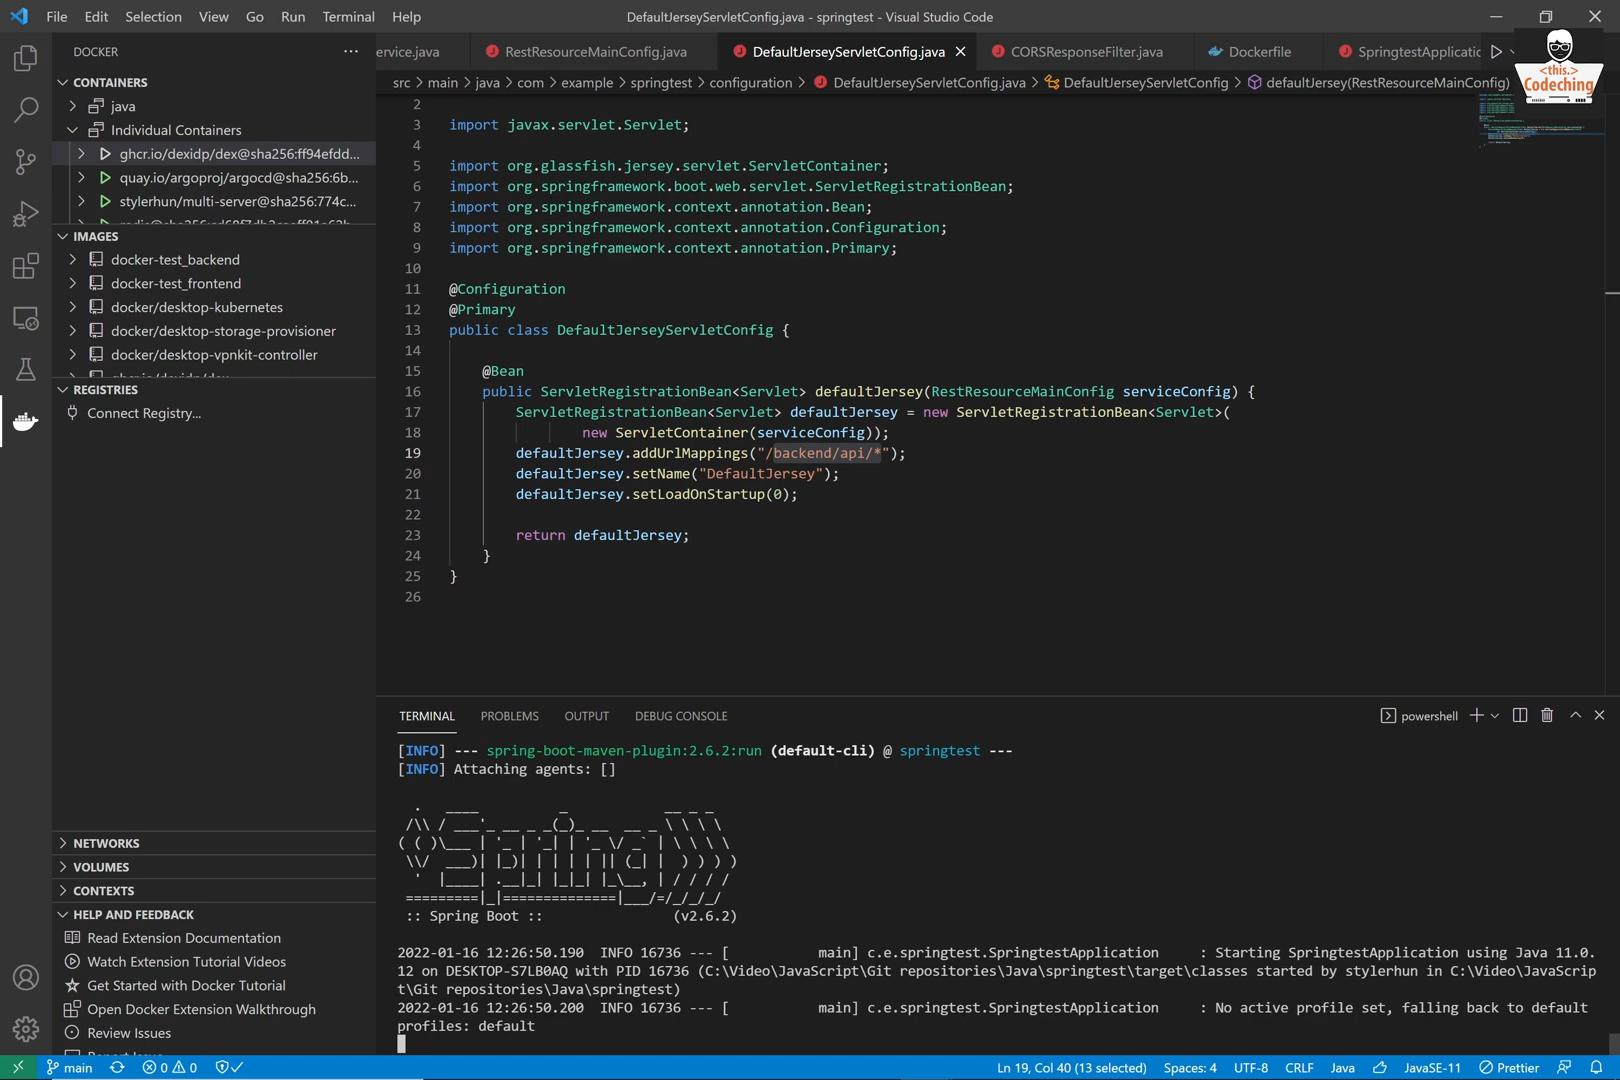 File Edit Selection View Go Run Terminal Help
DefaultJerseyServletConfig.java - springtest - Visual Studio Code
DOCKER
ervice.java
RestResourceMainConfig.java
DefaultJerseyServletConfig.java
CORSResponseFilter.java
Dockerfile
SpringtestApplicatic
<this.>
Codeching
src > main > java > com > example > springtest > configuration > DefaultJerseyServletConfig.java > DefaultJerseyServletConfig > defaultJersey(RestResourceMainConfig)
CONTAINERS
java
Individual Containers
ghcr.io/dexidp/dex@sha256:ff94efdd...
quay.io/argoproj/argocd@sha256:6b...
stylerhun/multi-server@sha256:774c...
IMAGES
docker-test_backend
docker-test_frontend
docker/desktop-kubernetes
docker/desktop-storage-provisioner
docker/desktop-vpnkit-controller
REGISTRIES
Connect Registry...
NETWORKS
VOLUMES
CONTEXTS
HELP AND FEEDBACK
Read Extension Documentation
Watch Extension Tutorial Videos
Get Started with Docker Tutorial
Open Docker Extension Walkthrough
Review Issues
2
3 import javax.servlet.Servlet;
4
5 import org.glassfish.jersey.servlet.ServletContainer;
6 import org.springframework.boot.web.servlet.ServletRegistrationBean;
7 import org.springframework.context.annotation.Bean;
8 import org.springframework.context.annotation.Configuration;
9 import org.springframework.context.annotation.Primary;
10
11 @Configuration
12 @Primary
13 public class DefaultJerseyServletConfig {
14
15 @Bean
16 public ServletRegistrationBean<Servlet> defaultJersey(RestResourceMainConfig serviceConfig) {
17 ServletRegistrationBean<Servlet> defaultJersey = new ServletRegistrationBean<Servlet>(
18 new ServletContainer(serviceConfig));
19 defaultJersey.addUrlMappings("/backend/api/*");
20 defaultJersey.setName("DefaultJersey");
21 defaultJersey.setLoadOnStartup(0);
22
23 return defaultJersey;
24 }
25 }
26
TERMINAL PROBLEMS OUTPUT DEBUG CONSOLE
powershell
[INFO] --- spring-boot-maven-plugin:2.6.2:run (default-cli) @ springtest ---
[INFO] Attaching agents: []
:: Spring Boot :: (v2.6.2)
2022-01-16 12:26:50.190 INFO 16736 --- [ main] c.e.springtest.SpringtestApplication : Starting SpringtestApplication using Java 11.0.
12 on DESKTOP-S7LB0AQ with PID 16736 (C:\Video\JavaScript\Git repositories\Java\springtest\target\classes started by stylerhun in C:\Video\JavaScrip
t\Git repositories\Java\springtest)
2022-01-16 12:26:50.200 INFO 16736 --- [ main] c.e.springtest.SpringtestApplication : No active profile set, falling back to default
profiles: default
main 0 0 Ln 19, Col 40 (13 selected) Spaces: 4 UTF-8 CRLF Java JavaSE-11 Prettier